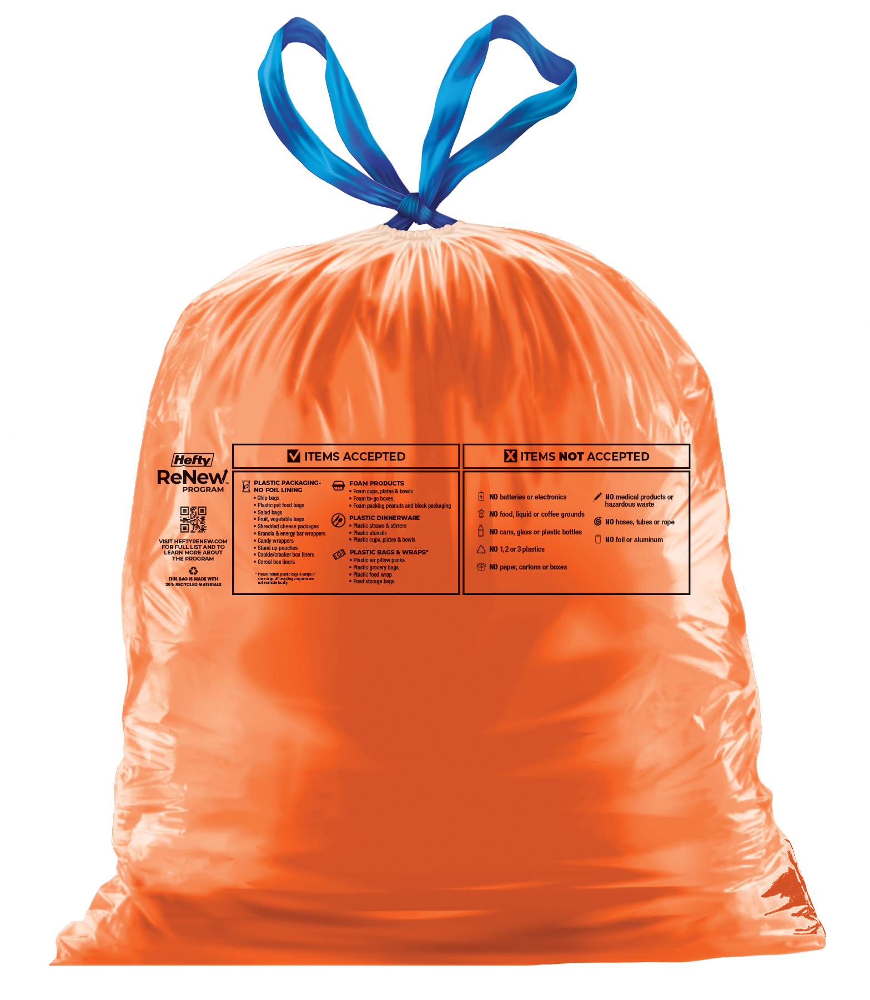 Hefty
ReNew™
PROGRAM
VISIT HEFTYRENEW.COM
FOR FULL LIST AND TO
LEARN MORE ABOUT
THE PROGRAM
THIS BAG IS MADE WITH
20% RECYCLED MATERIALS
ITEMS ACCEPTED
PLASTIC PACKAGING-
NO FOIL LINING
• Chip bags
• Plastic pet food bags
• Salad bags
• Fruit, vegetable bags
• Shredded cheese packages
• Granola & energy bar wrappers
• Candy wrappers
• Stand up pouches
• Cookie/cracker box liners
• Cereal box liners
* Please include plastic bags & wraps if
store drop-off recycling programs are
not available locally.
FOAM PRODUCTS
• Foam cups, plates & bowls
• Foam to-go boxes
• Foam packing peanuts and block packaging
PLASTIC DINNERWARE
• Plastic straws & stirrers
• Plastic utensils
• Plastic cups, plates & bowls
PLASTIC BAGS & WRAPS*
• Plastic air pillow packs
• Plastic grocery bags
• Plastic food wrap
• Food storage bags
ITEMS NOT ACCEPTED
NO batteries or electronics
NO food, liquid or coffee grounds
NO cans, glass or plastic bottles
NO 1, 2 or 3 plastics
NO paper, cartons or boxes
NO medical products or
hazardous waste
NO hoses, tubes or rope
NO foil or aluminum